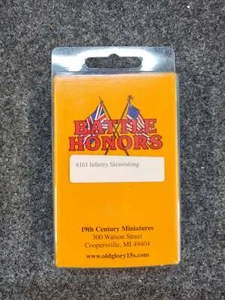 BATTLE
HONORS
6101 Infantry Skirmishing
19th Century Miniatures
300 Watson Street
Coopersville, MI 49404
www.oldglory15s.com